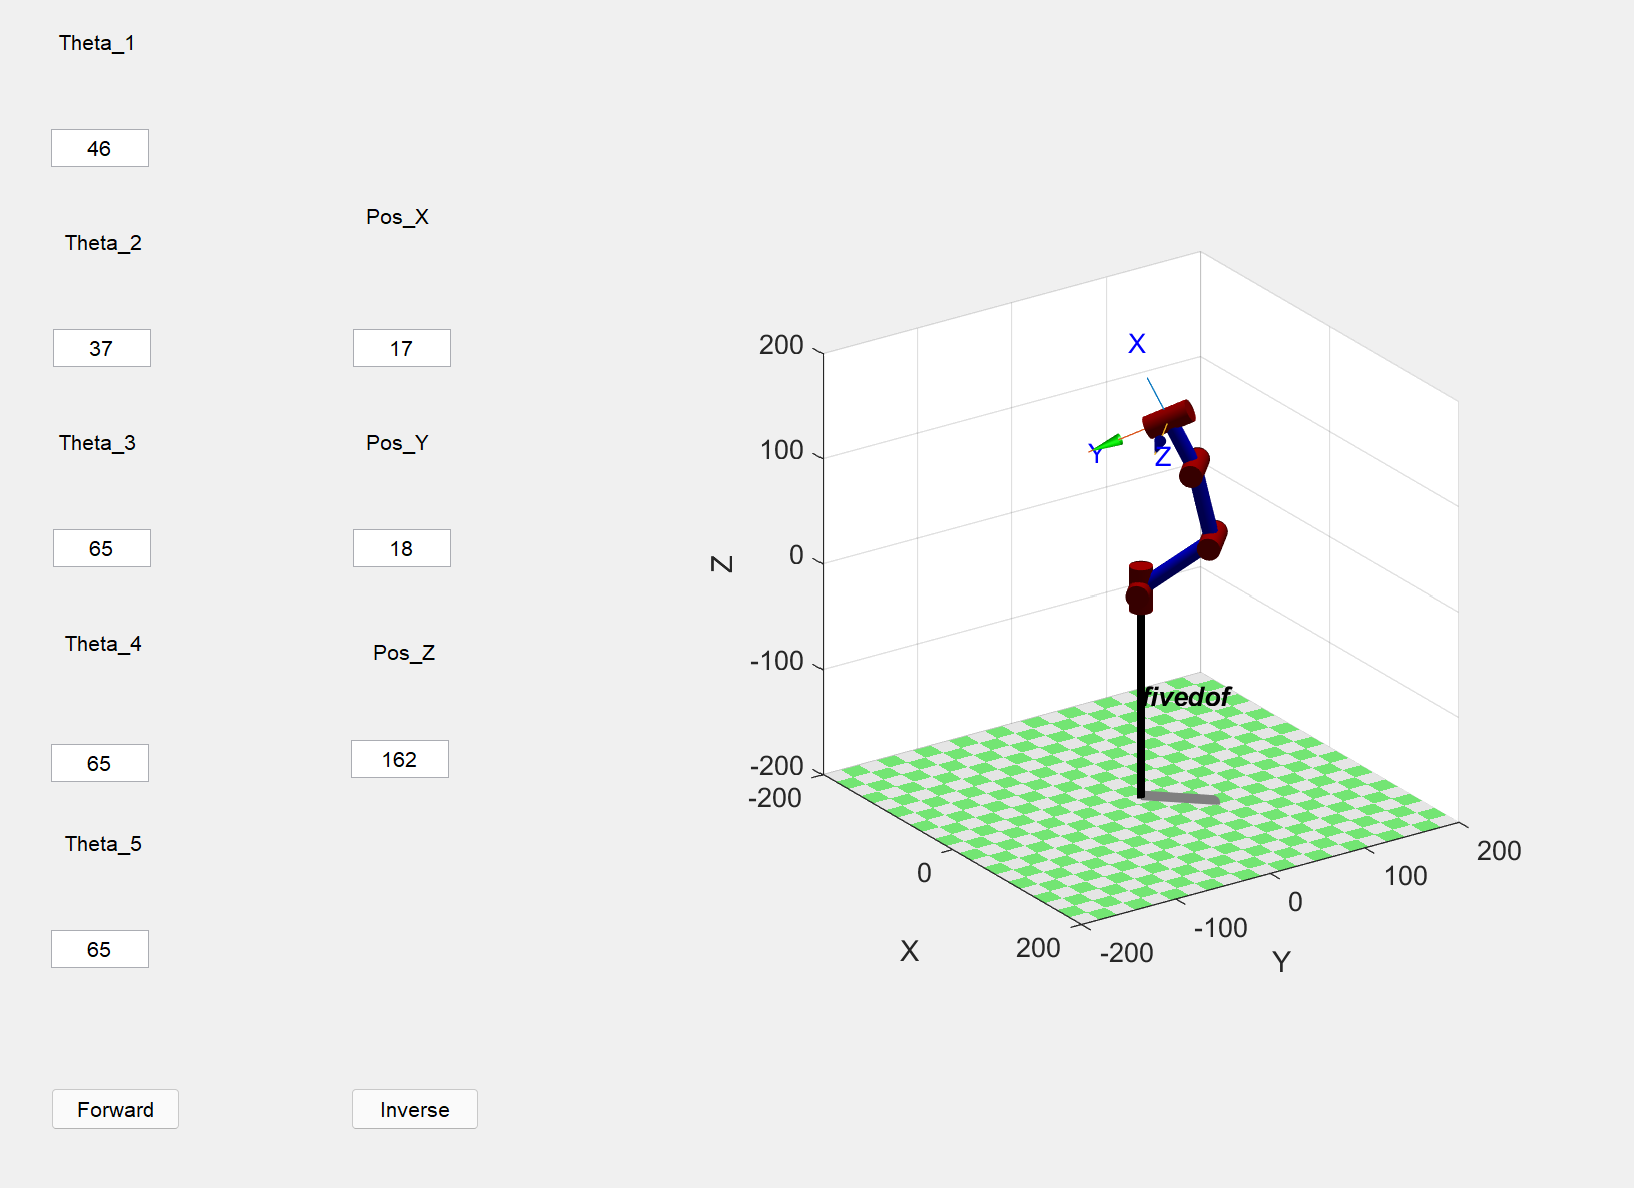 Theta_1
46
Theta_2
37
Theta_3
65
Theta_4
65
Theta_5
65
Forward
Pos_X
17
Pos_Y
18
Pos_Z
162
Inverse
X
Y
Z
fivedof
200
100
0
-100
-200
Z
-200
0
200
X
-200
-100
0
100
200
Y